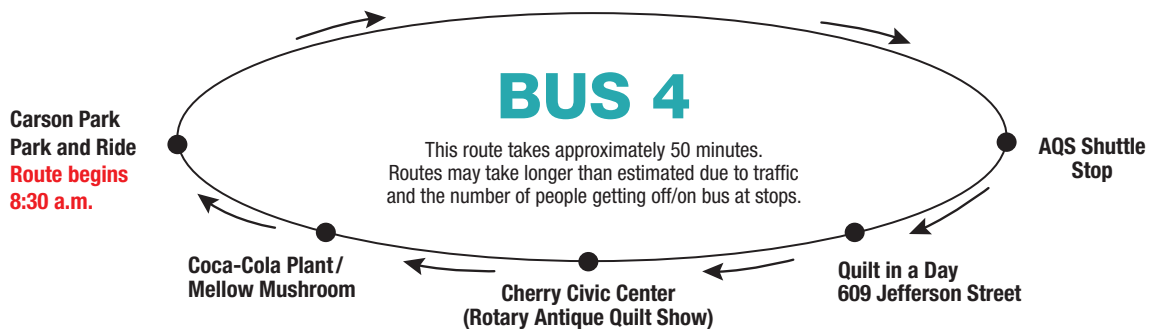 BUS 4
This route takes approximately 50 minutes.
Routes may take longer than estimated due to traffic
and the number of people getting off/on bus at stops.
Carson Park
Park and Ride
Route begins
8:30 a.m.
AQS Shuttle
Stop
Quilt in a Day
609 Jefferson Street
Cherry Civic Center
(Rotary Antique Quilt Show)
Coca-Cola Plant/
Mellow Mushroom